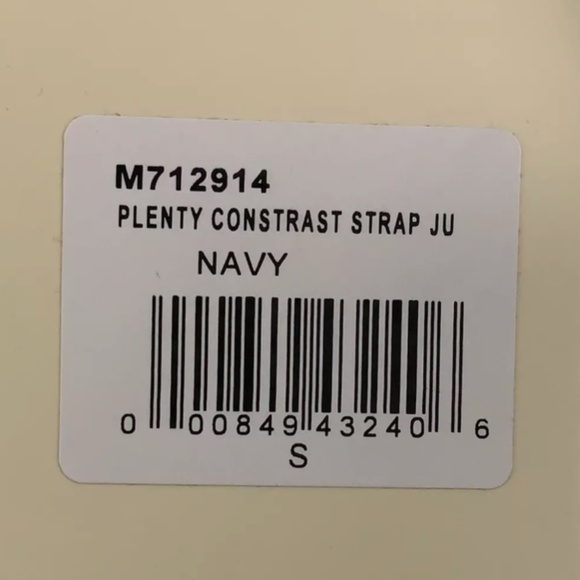 M712914
PLENTY CONSTRAST STRAP JU
NAVY
0 00849 43240 6
S